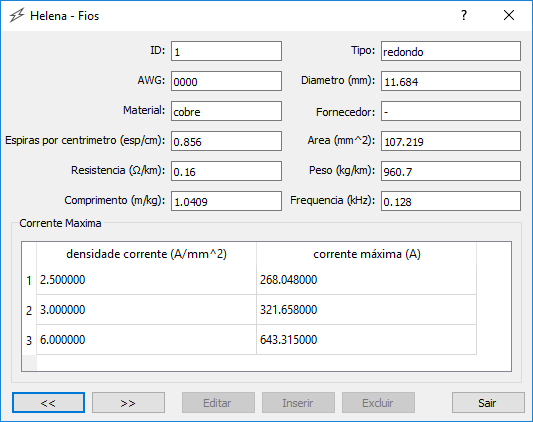 Helena - Fios ?
ID: 1 Tipo: redondo
AWG: 0000 Diametro (mm): 11.684
Material: cobre Fornecedor: -
Espiras por centrimetro (esp/cm): 0.856 Area (mm^2): 107.219
Resistencia (Ω/km): 0.16 Peso (kg/km): 960.7
Comprimento (m/kg): 1.0409 Frequencia (kHz): 0.128
Corrente Maxima
densidade corrente (A/mm^2) corrente máxima (A)
1 2.500000 268.048000
2 3.000000 321.658000
3 6.000000 643.315000
<< >> Editar Inserir Excluir Sair